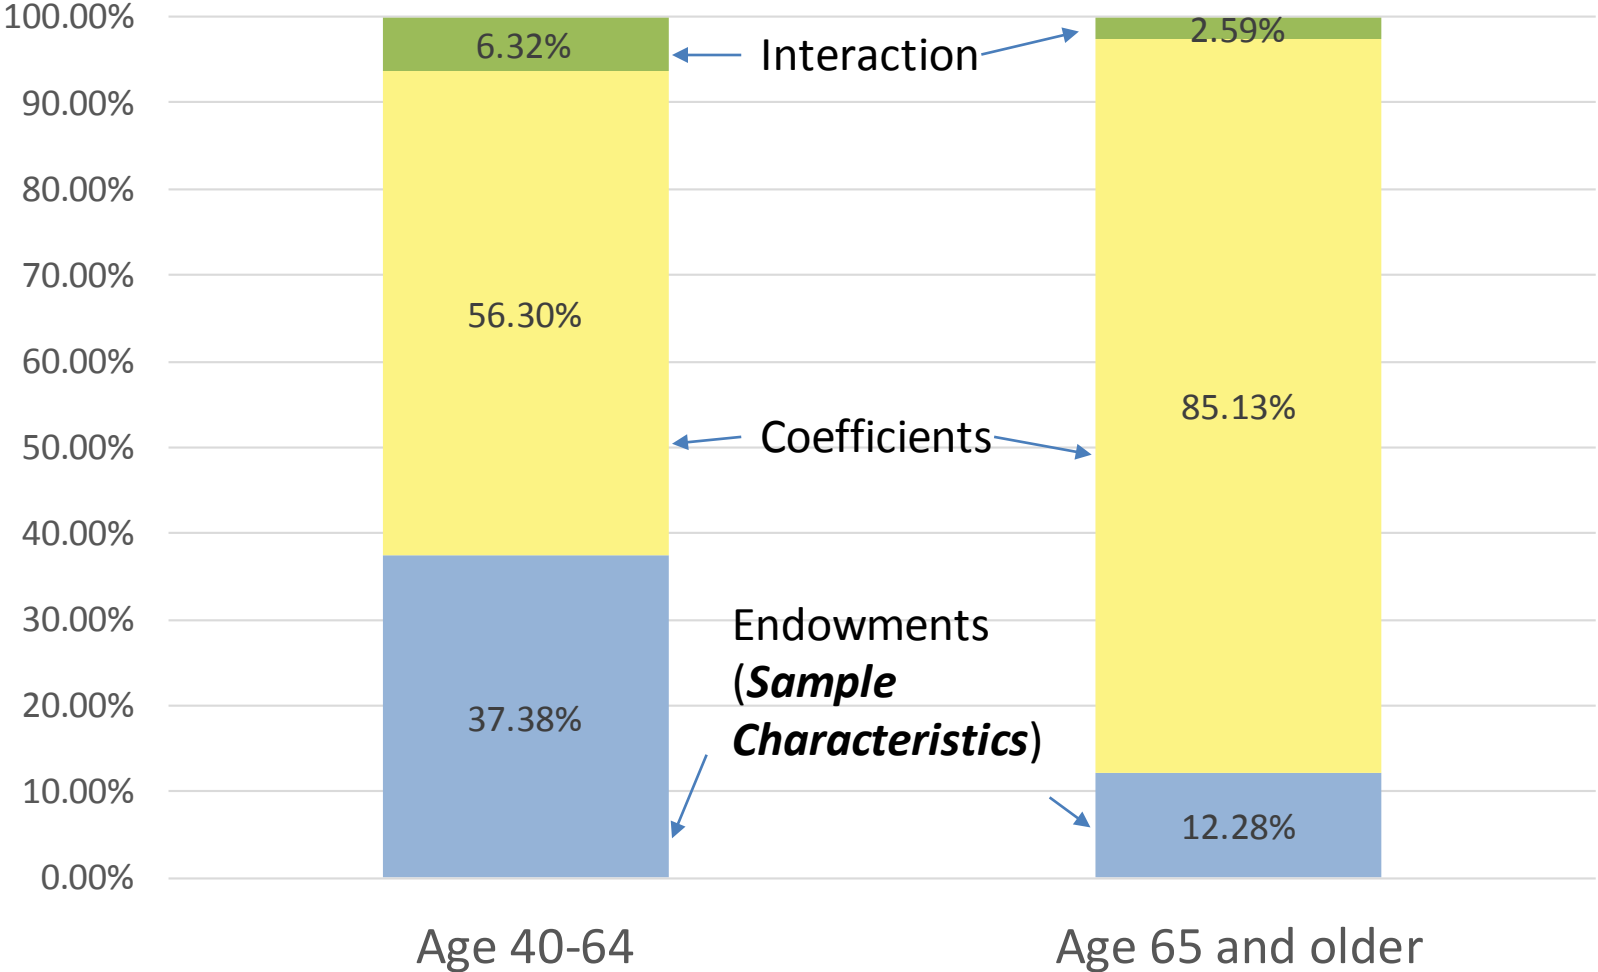 100.00%
90.00%
80.00%
70.00%
60.00%
50.00%
40.00%
30.00%
20.00%
10.00%
0.00%
6.32%
56.30%
37.38%
Interaction
Coefficients
Endowments
(Sample
Characteristics)
2.59%
85.13%
12.28%
Age 40-64
Age 65 and older